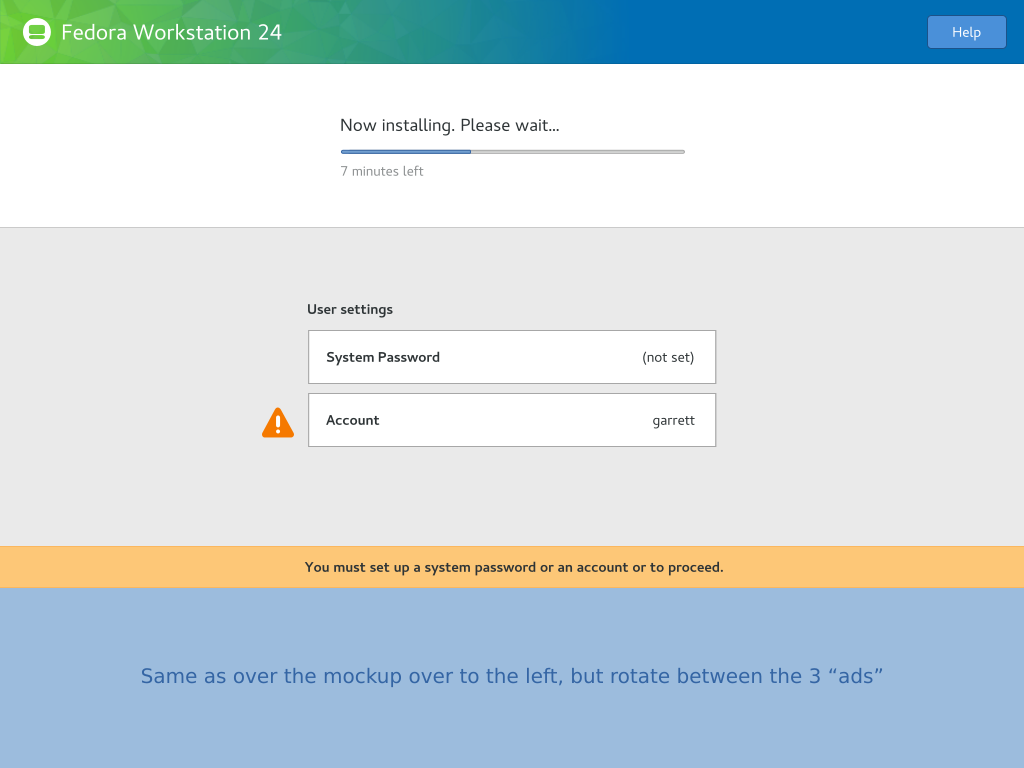 Fedora Workstation 24
Help
Now installing. Please wait...
7 minutes left
User settings
System Password (not set)
Account garrett
You must set up a system password or an account or to proceed.
Same as over the mockup over to the left, but rotate between the 3 “ads”